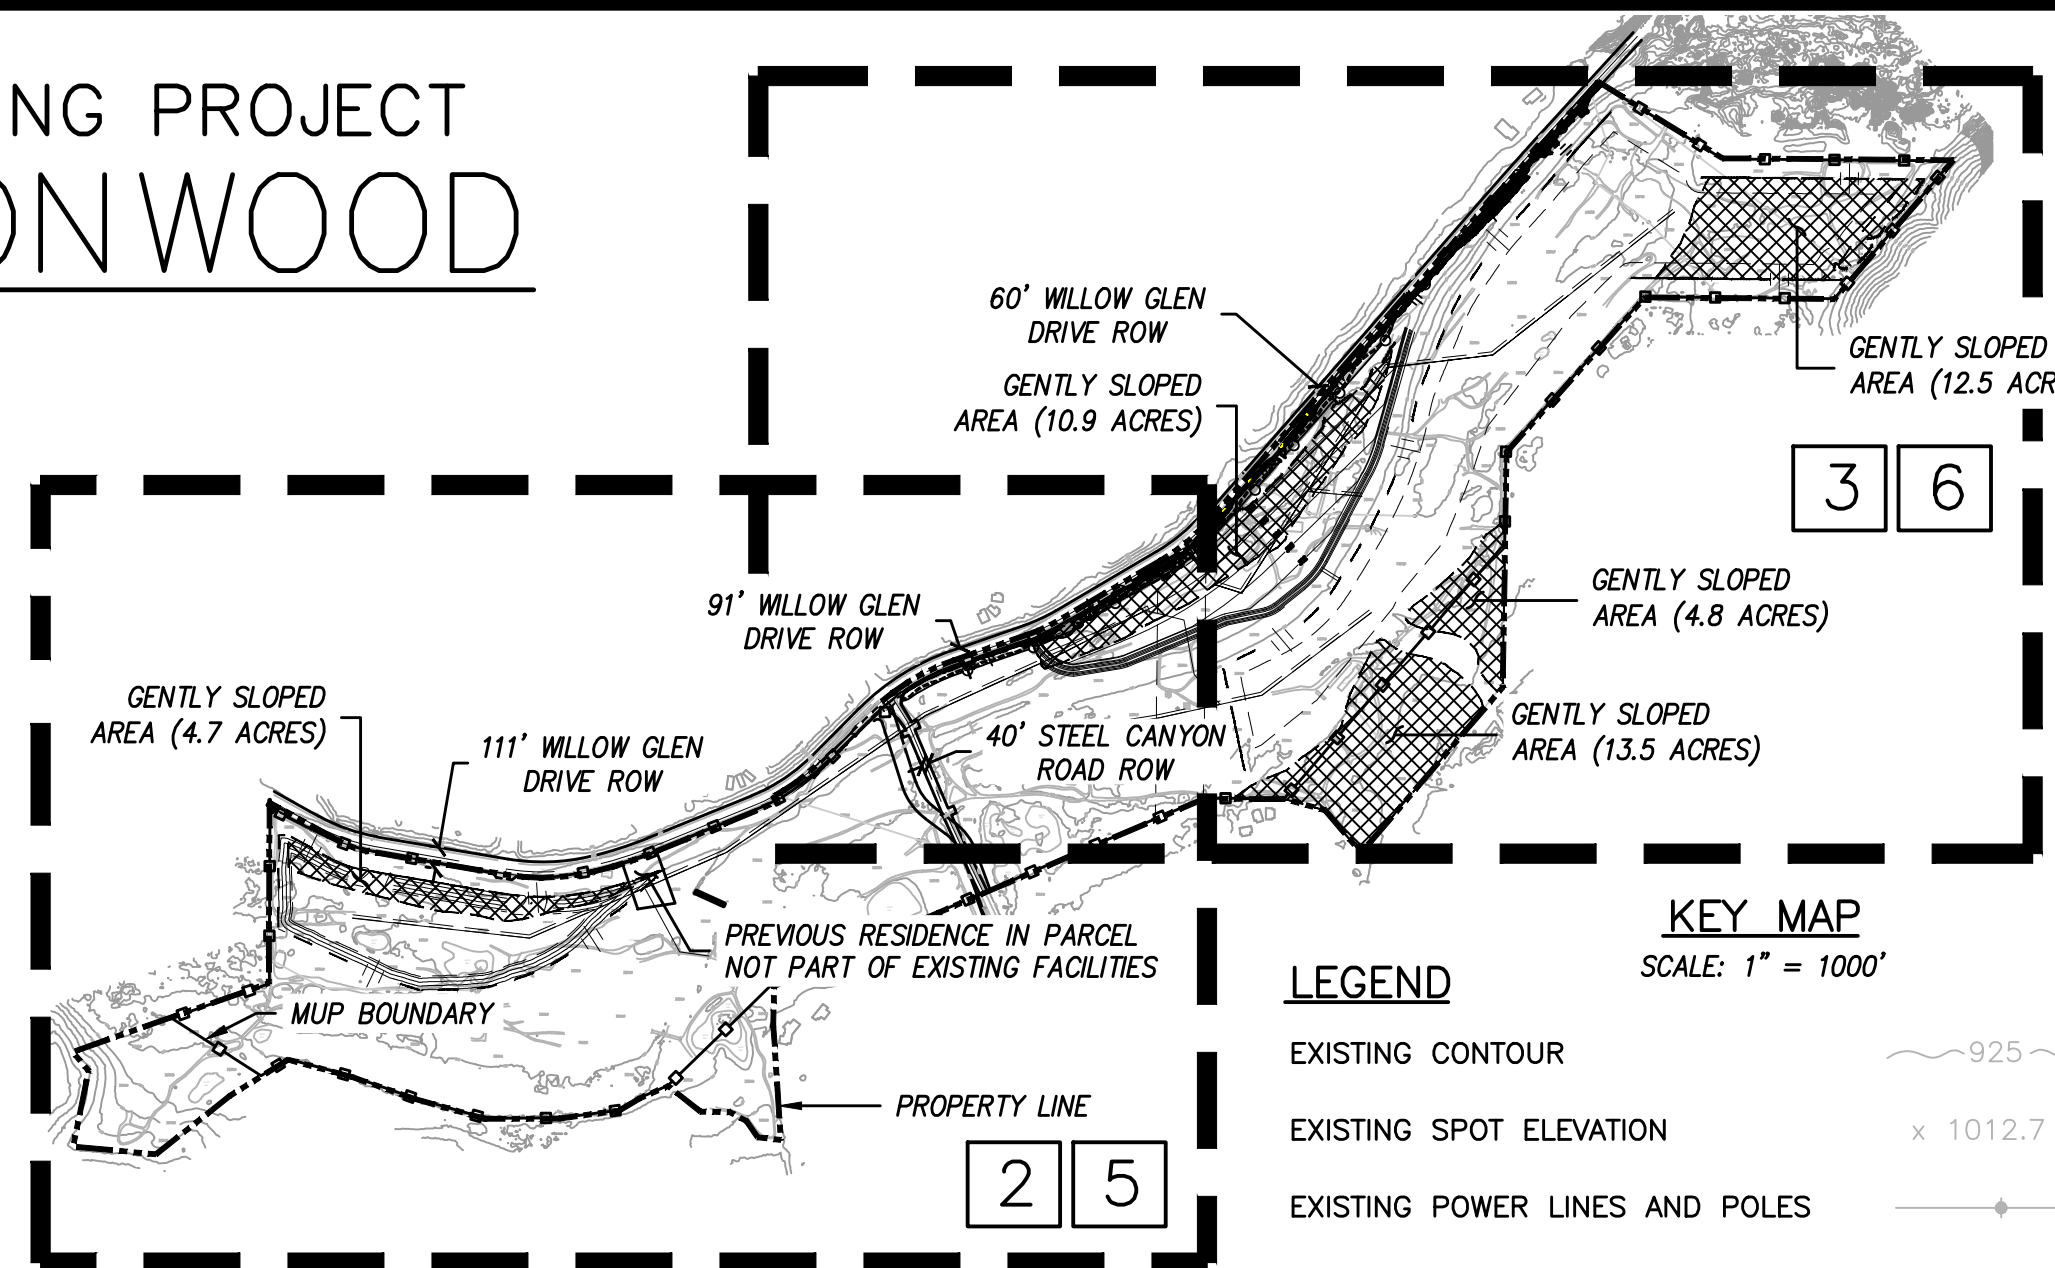 NG PROJECT
ONWOOD
60' WILLOW GLEN
DRIVE ROW
GENTLY SLOPED
AREA (10.9 ACRES)
GENTLY SLOPED
AREA (12.5 ACR
3 6
91' WILLOW GLEN
DRIVE ROW
GENTLY SLOPED
AREA (4.8 ACRES)
GENTLY SLOPED
AREA (4.7 ACRES)
111' WILLOW GLEN
DRIVE ROW
40' STEEL CANYON
ROAD ROW
GENTLY SLOPED
AREA (13.5 ACRES)
PREVIOUS RESIDENCE IN PARCEL
NOT PART OF EXISTING FACILITIES
MUP BOUNDARY
PROPERTY LINE
2 5
KEY MAP
SCALE: 1" = 1000'
LEGEND
EXISTING CONTOUR 925
EXISTING SPOT ELEVATION x 1012.7
EXISTING POWER LINES AND POLES